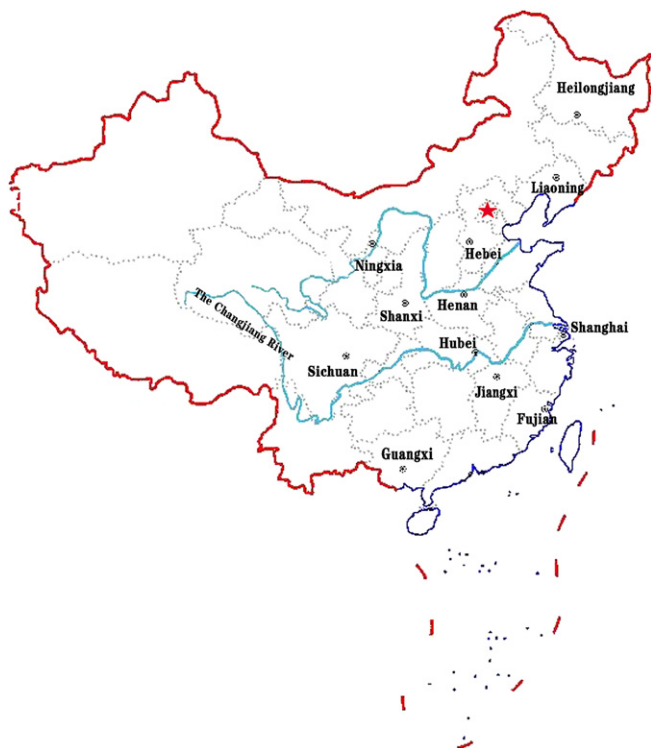 Heilongjiang
Liaoning
Hebei
Ningxia
The Changjiang River
Shanxi
Henan
Shanghai
Hubei
Sichuan
Jiangxi
Fujian
Guangxi